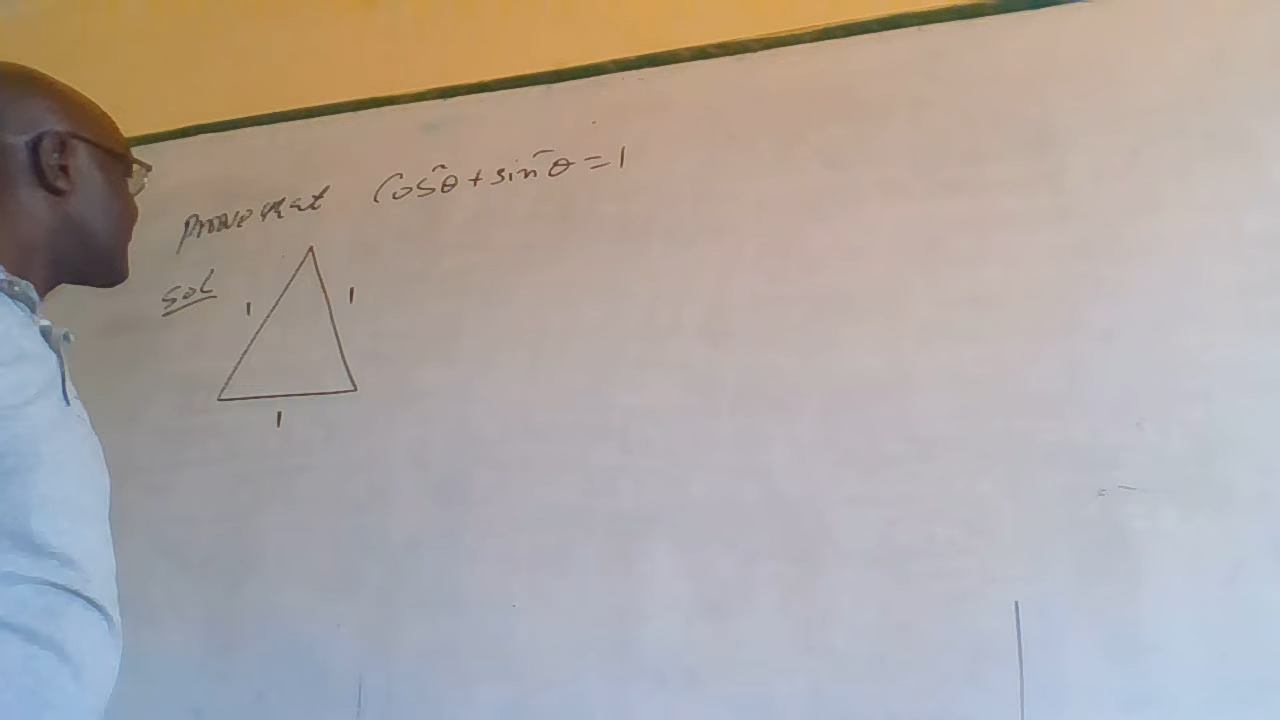 Prove that Cos²θ + sin²θ = 1
Sol
1 1
1